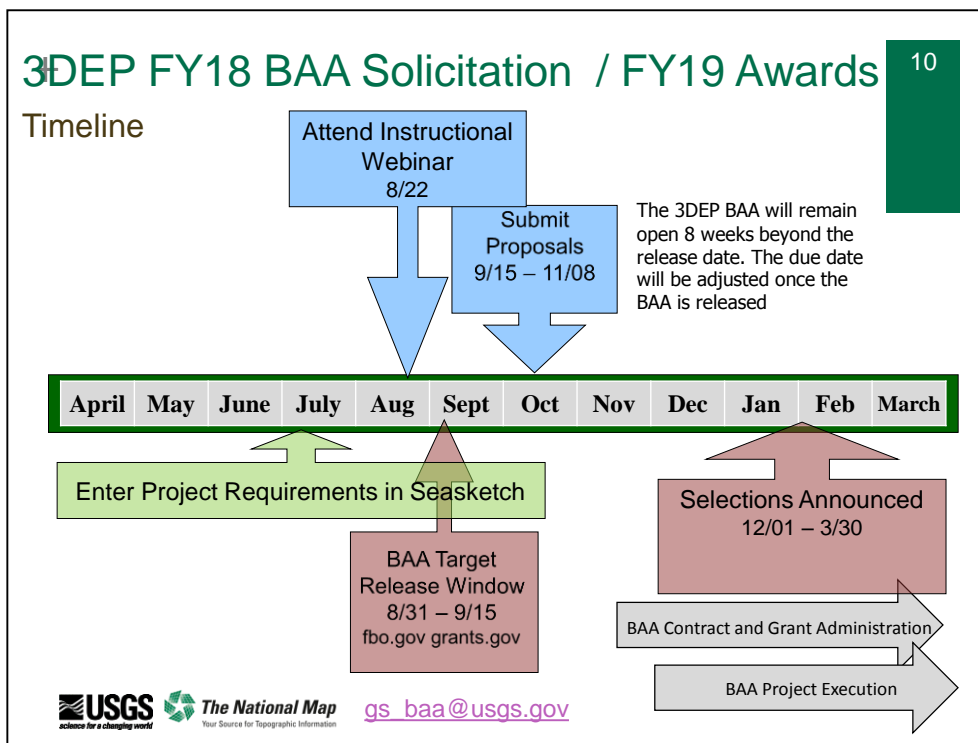 3DEP FY18 BAA Solicitation / FY19 Awards
10
Timeline
Attend Instructional
Webinar
8/22
Submit
Proposals
9/15 – 11/08
The 3DEP BAA will remain
open 8 weeks beyond the
release date. The due date
will be adjusted once the
BAA is released
April May June July Aug Sept Oct Nov Dec Jan Feb March
Enter Project Requirements in Seasketch
BAA Target
Release Window
8/31 – 9/15
fbo.gov grants.gov
Selections Announced
12/01 – 3/30
BAA Contract and Grant Administration
BAA Project Execution
USGS
science for a changing world
The National Map
Your Source for Topographic Information
gs_baa@usgs.gov